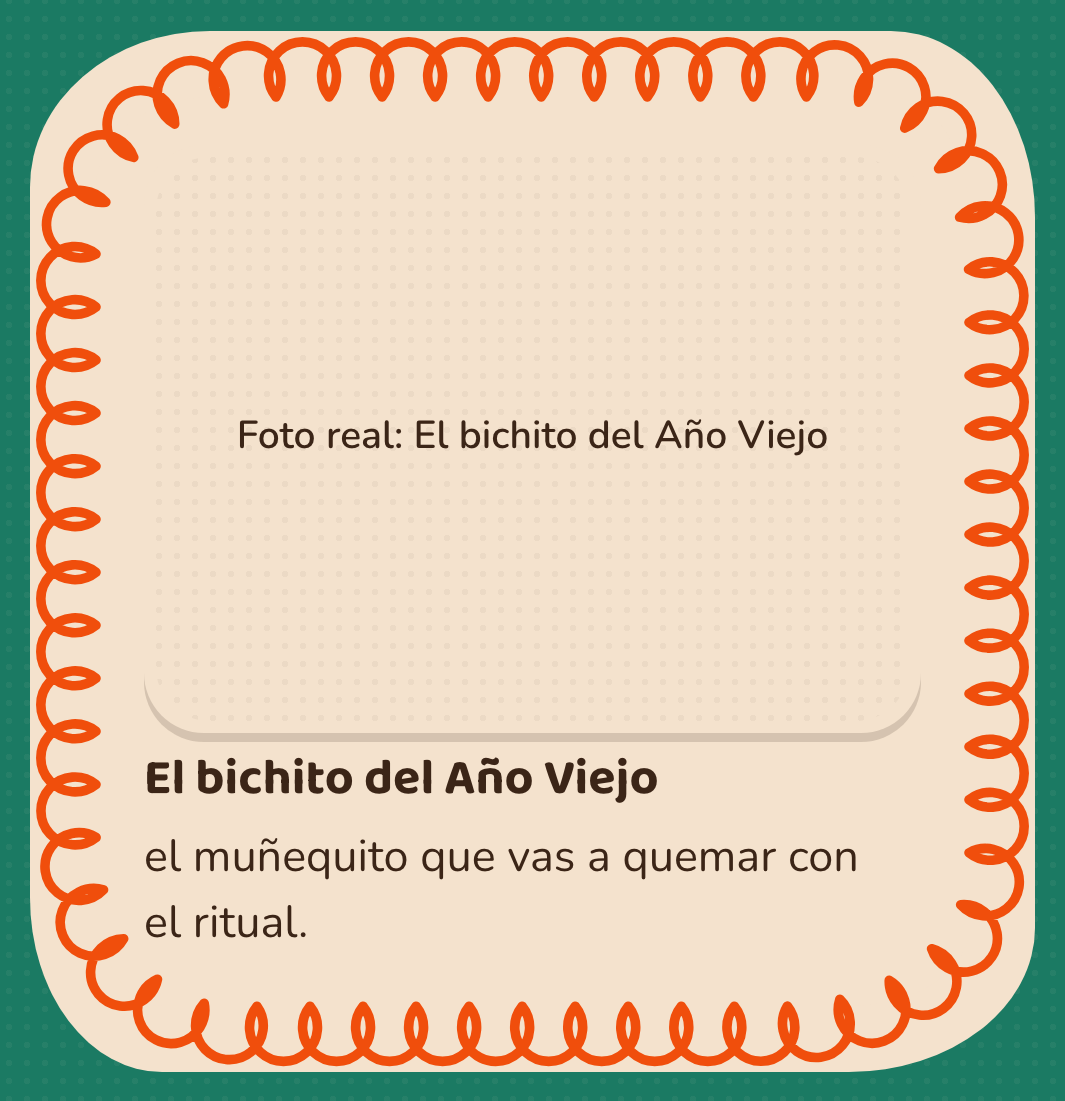 Foto real: El bichito del Año Viejo
El bichito del Año Viejo
el muñequito que vas a quemar con
el ritual.